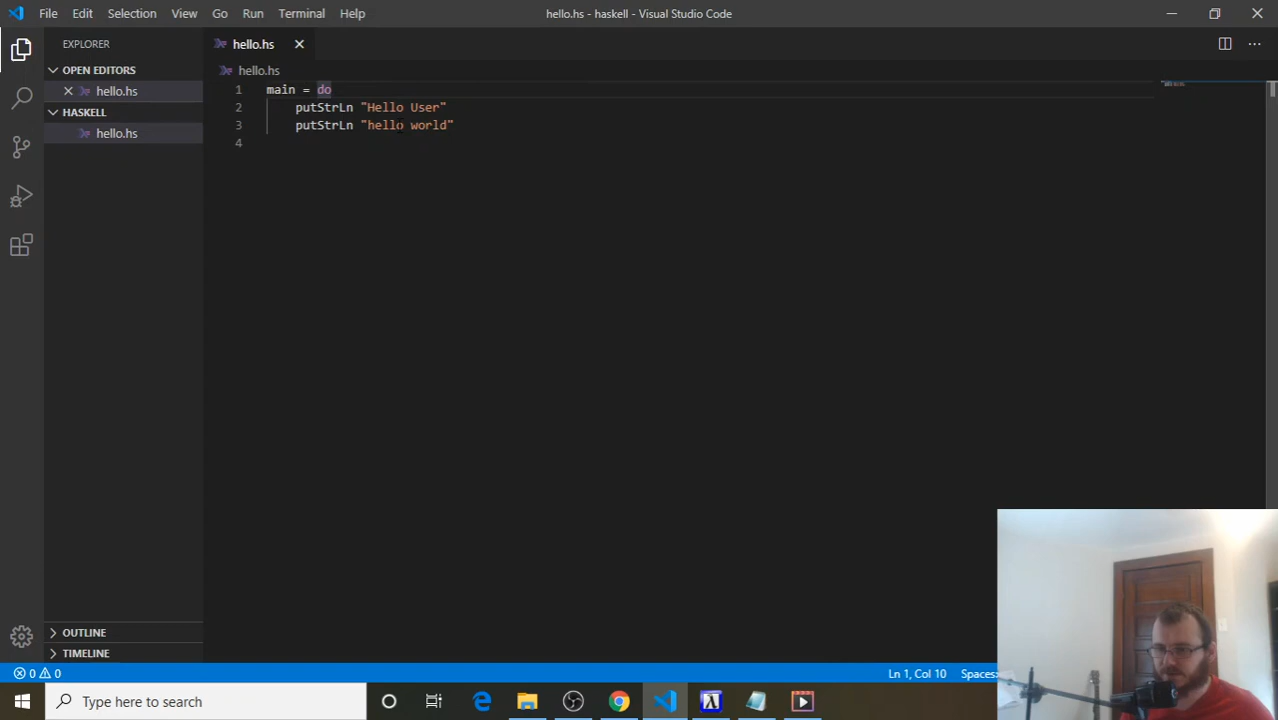 File Edit Selection View Go Run Terminal Help hello.hs - haskell - Visual Studio Code
EXPLORER hello.hs
OPEN EDITORS hello.hs
hello.hs
HASKELL
hello.hs
1 main = do
2 putStrLn "Hello User"
3 putStrLn "hello world"
4
OUTLINE
TIMELINE
0 0 Ln 1, Col 10 Spaces:
Type here to search